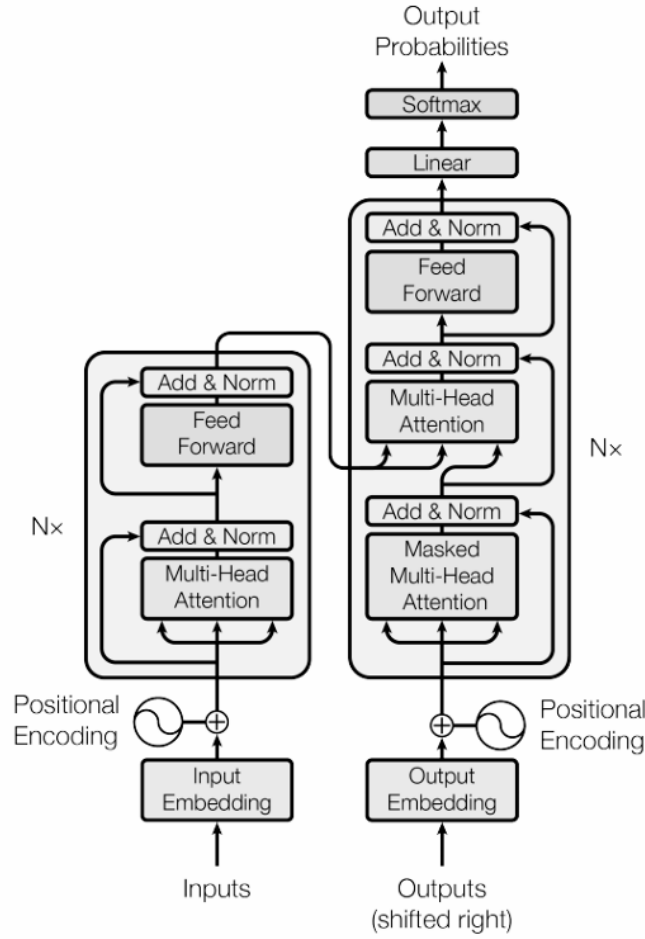 Output
Probabilities
Softmax
Linear
Add & Norm
Feed
Forward
Add & Norm
Multi-Head
Attention
Add & Norm
Masked
Multi-Head
Attention
N×
Positional
Encoding
Output
Embedding
Outputs
(shifted right)
Add & Norm
Feed
Forward
Add & Norm
Multi-Head
Attention
N×
Positional
Encoding
Input
Embedding
Inputs